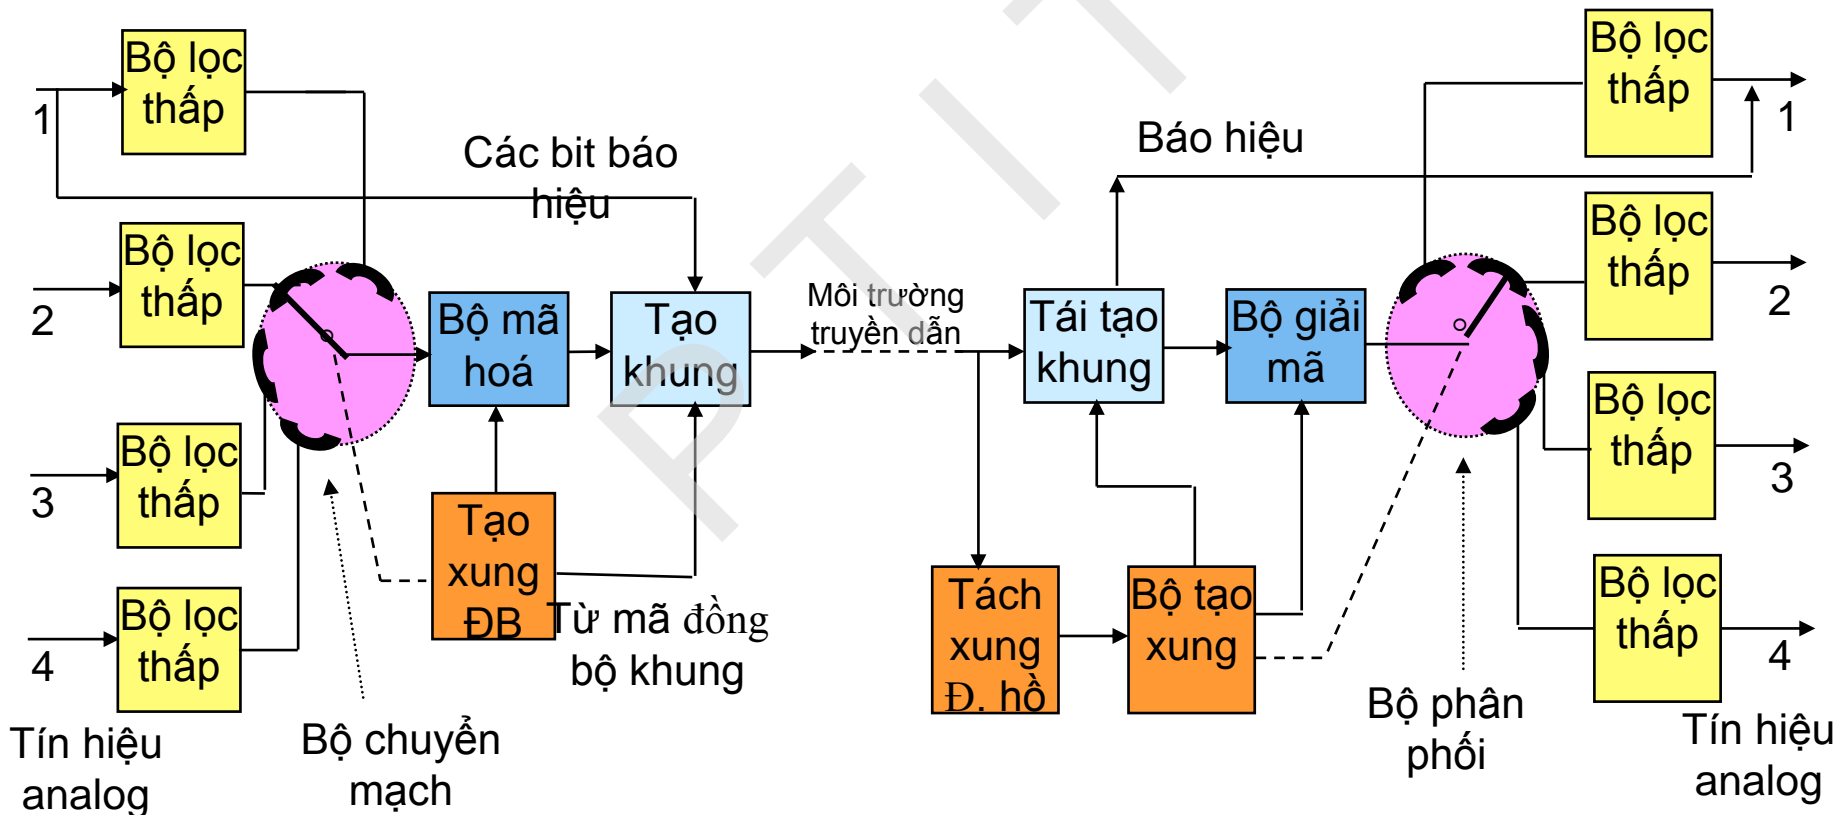 P T I T
Bộ lọc
thấp
1
Bộ lọc
thấp
2
Bộ lọc
thấp
3
Bộ lọc
thấp
4
Tín hiệu
analog
Bộ chuyển
mạch
Các bit báo
hiệu
Bộ mã
hoá
Tạo
khung
Tạo
xung
ĐB
Từ mã đồng
bộ khung
Môi trường
truyền dẫn
Báo hiệu
Tái tạo
khung
Bộ giải
mã
Tách
xung
Đ. hồ
Bộ tạo
xung
Bộ phân
phối
Bộ lọc
thấp
1
Bộ lọc
thấp
2
Bộ lọc
thấp
3
Bộ lọc
thấp
4
Tín hiệu
analog